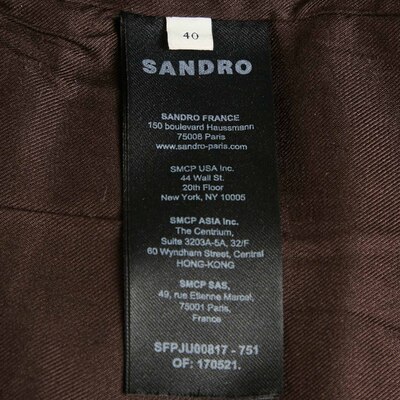 40
SANDRO
SANDRO FRANCE
150 boulevard Haussmann
75008 Paris
www.sandro-paris.com
SMCP USA Inc.
44 Wall St.
20th Floor
New York, NY 10005
SMCP ASIA Inc.
The Centrium,
Suite 3203A-5A, 32/F
60 Wyndham Street, Central
HONG-KONG
SMCP SAS,
49, rue Etienne Marcel,
75001 Paris,
France
SFPJU00817 - 751
OF: 170521.